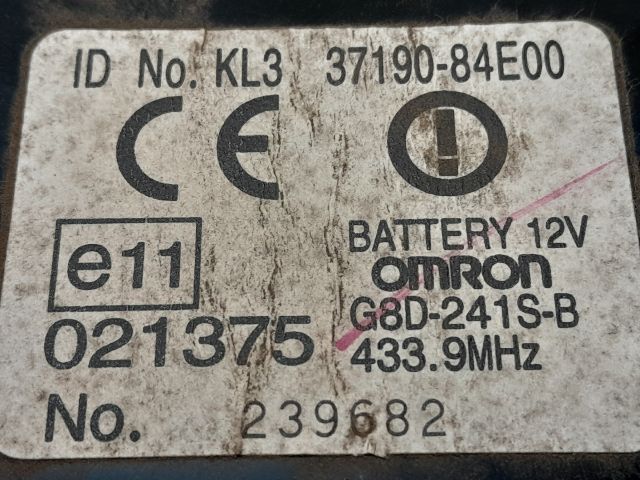 ID No. KL3 37190-84E00
CE
e11
BATTERY 12V
OMRON
G8D-241S-B
021375
433.9MHz
No. 239682